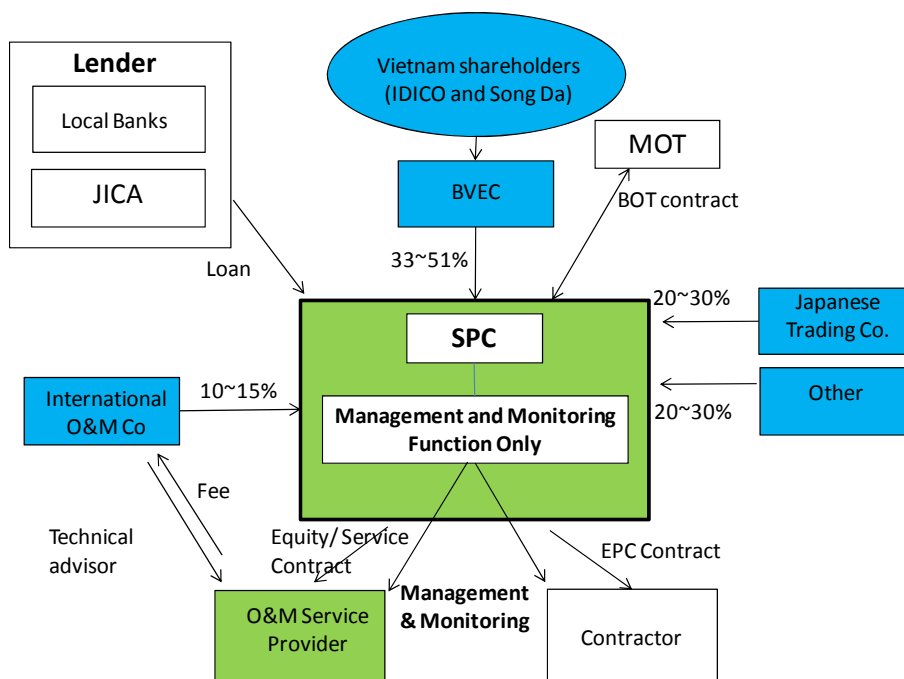 Lender
Local Banks
JICA
Vietnam shareholders
(IDICO and Song Da)
MOT
BVEC
BOT contract
33~51%
Loan
20~30%
Japanese
Trading Co.
SPC
International
O&M Co
10~15%
Management and Monitoring
Function Only
Other
20~30%
Fee
Technical
advisor
Equity/ Service
Contract
EPC Contract
Management
& Monitoring
O&M Service
Provider
Contractor